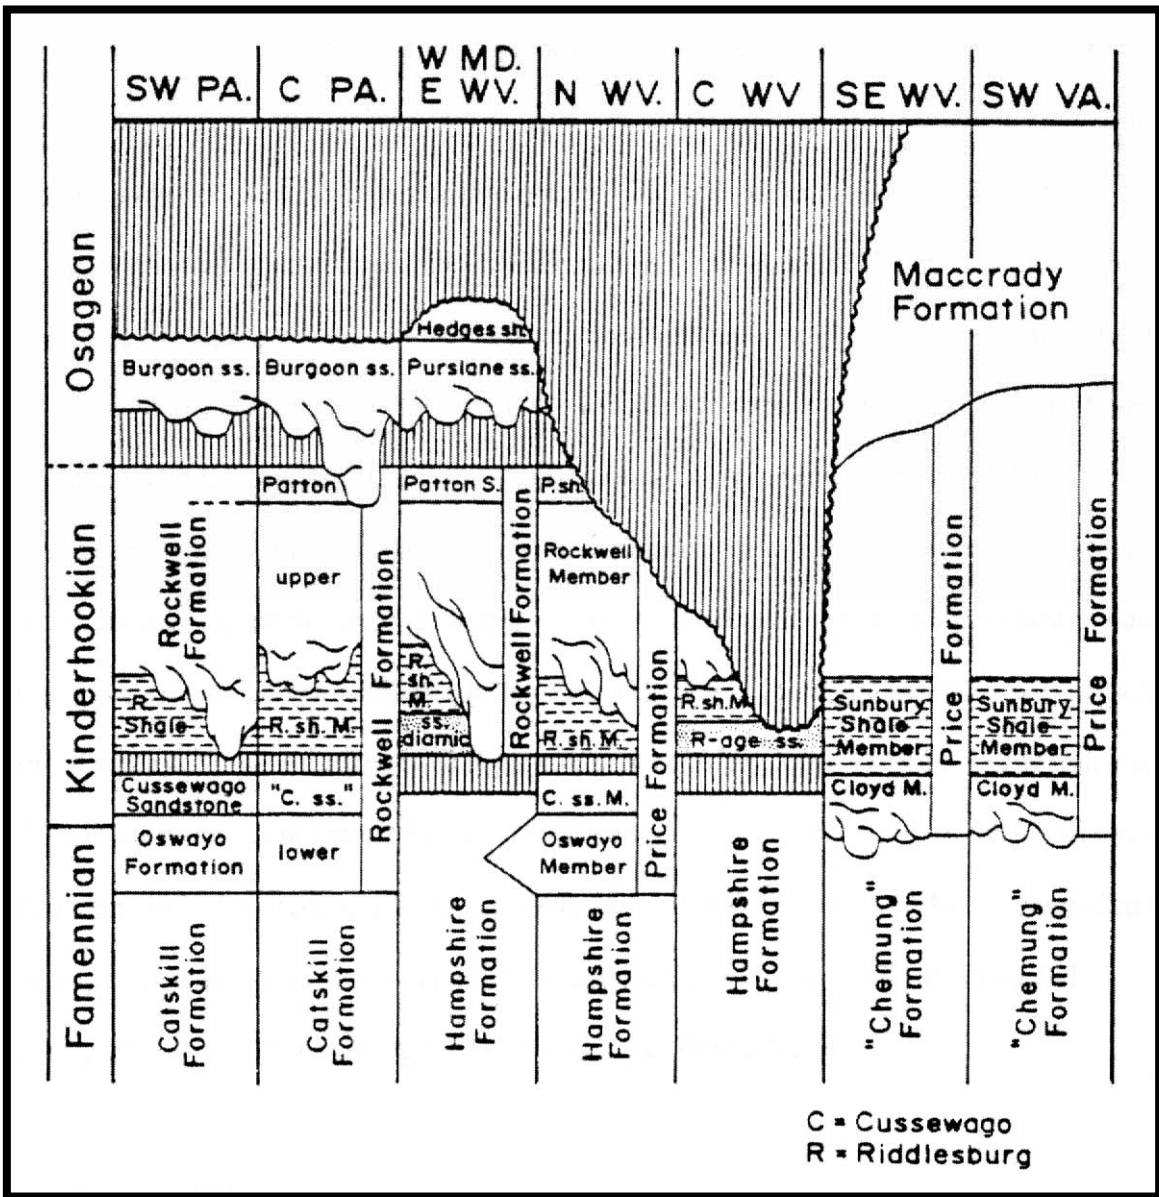 SW PA.
C PA.
W MD.
E WV.
N WV.
C WV
SE WV.
SW VA.
Osagean
Kinderhookian
Famennian
Hedges sh.
Burgoon ss.
Burgoon ss.
Purslane ss.
Maccrady
Formation
Patton
Patton S.
P. sh.
Rockwell
Formation
upper
Rockwell Formation
Rockwell Formation
Rockwell
Member
Price Formation
Price Formation
Price Formation
R.
Shale
R. sh. M.
R.
sh.
M.
ss.
diamic
R. sh. M.
R. sh. M.
R-age ss.
Sunbury
Shale
Member
Sunbury
Shale
Member
Cussewago
Sandstone
"C. ss."
C. ss. M.
Cloyd M.
Cloyd M.
Oswayo
Formation
lower
Oswayo
Member
Catskill
Formation
Catskill
Formation
Hampshire
Formation
Hampshire
Formation
Hampshire
Formation
"Chemung"
Formation
"Chemung"
Formation
C = Cussewago
R = Riddlesburg